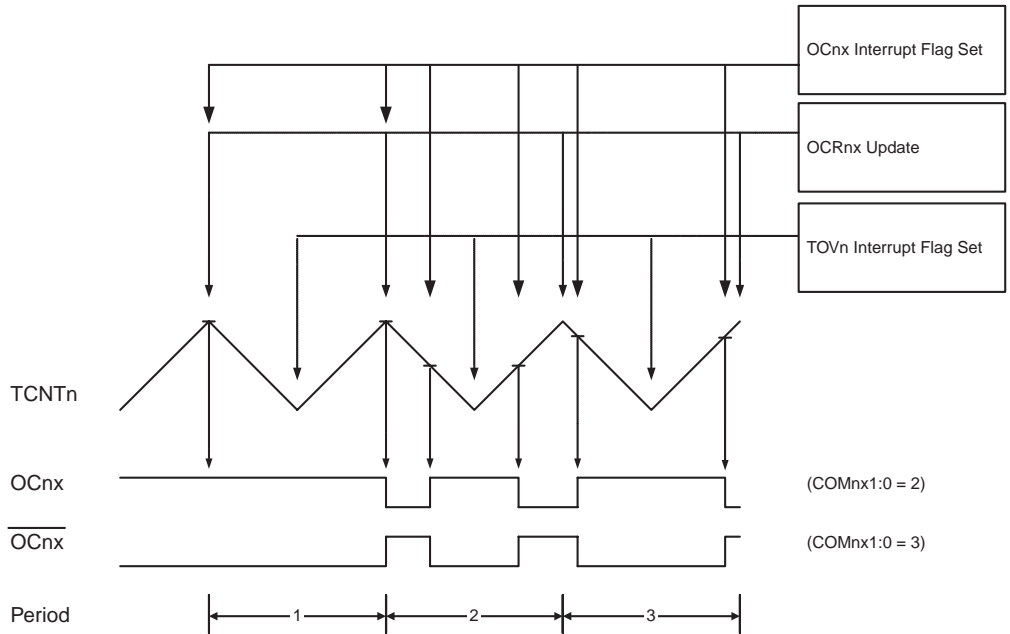 OCnx Interrupt Flag Set
OCRnx Update
TOVn Interrupt Flag Set
TCNTn
OCnx
(COMnx1:0 = 2)
OCnx
(COMnx1:0 = 3)
Period
1
2
3